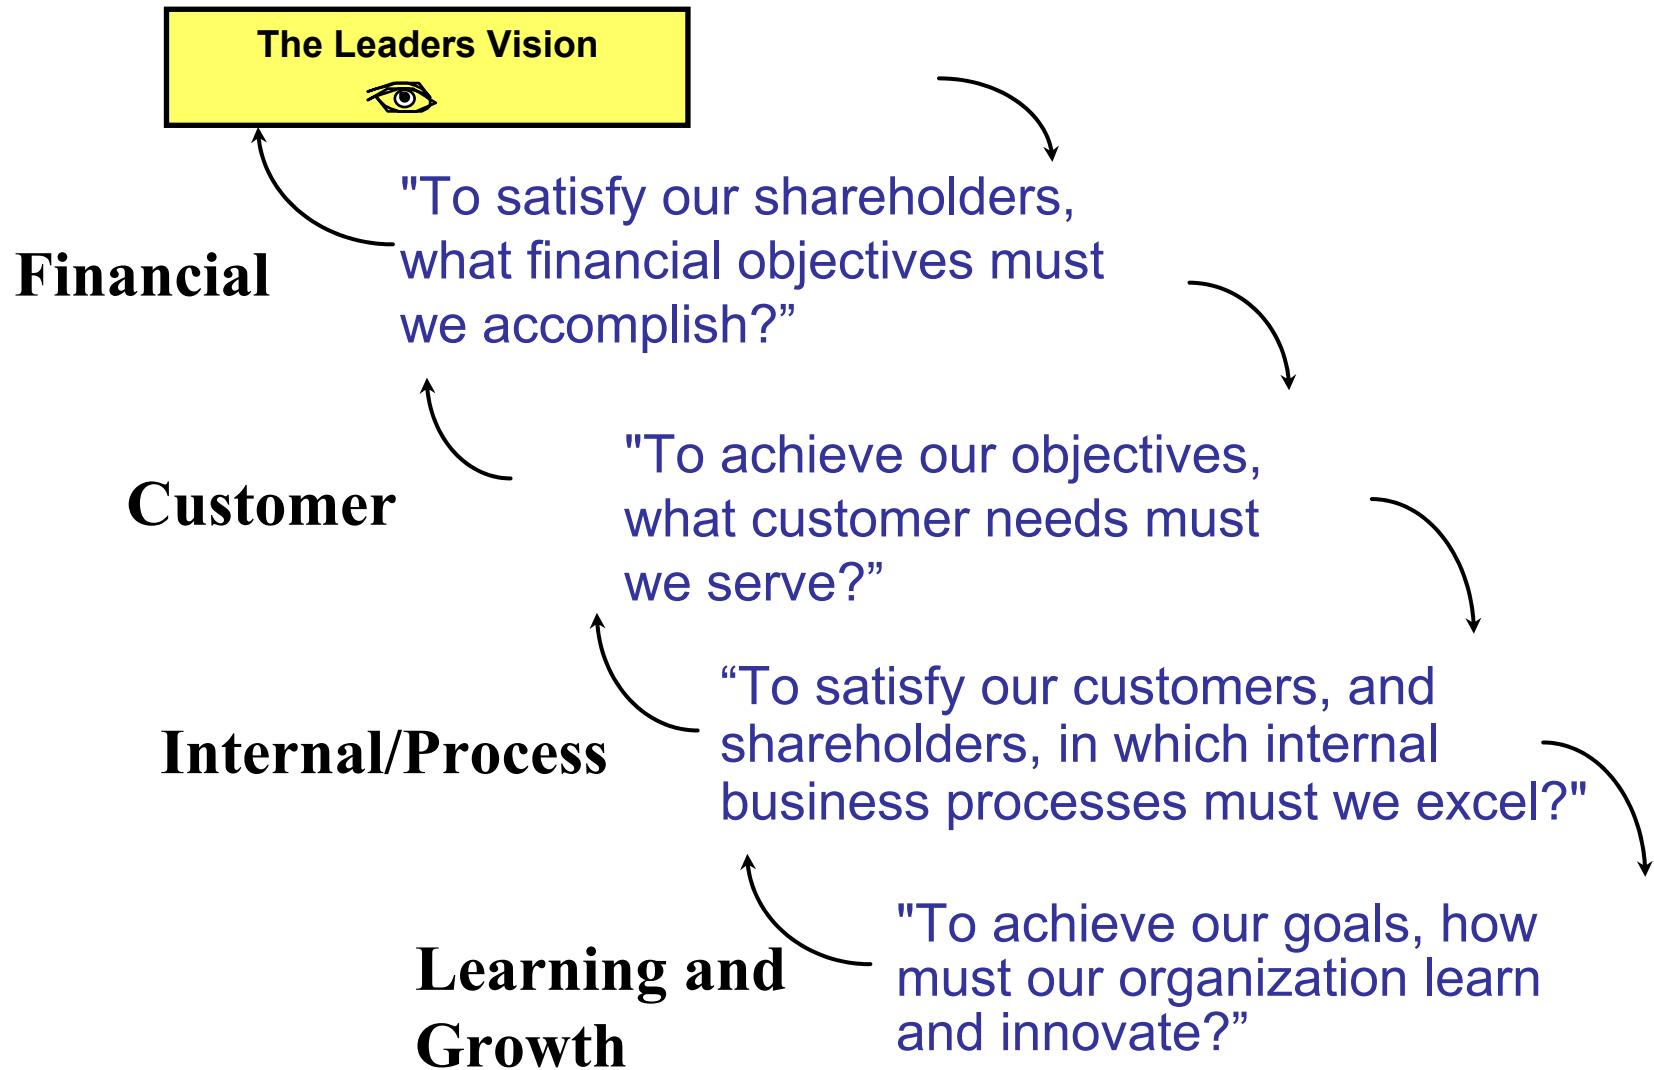 The Leaders Vision
"To satisfy our shareholders,
what financial objectives must
we accomplish?”
Financial
"To achieve our objectives,
what customer needs must
we serve?”
Customer
“To satisfy our customers, and
shareholders, in which internal
business processes must we excel?"
Internal/Process
"To achieve our goals, how
must our organization learn
and innovate?”
Learning and
Growth